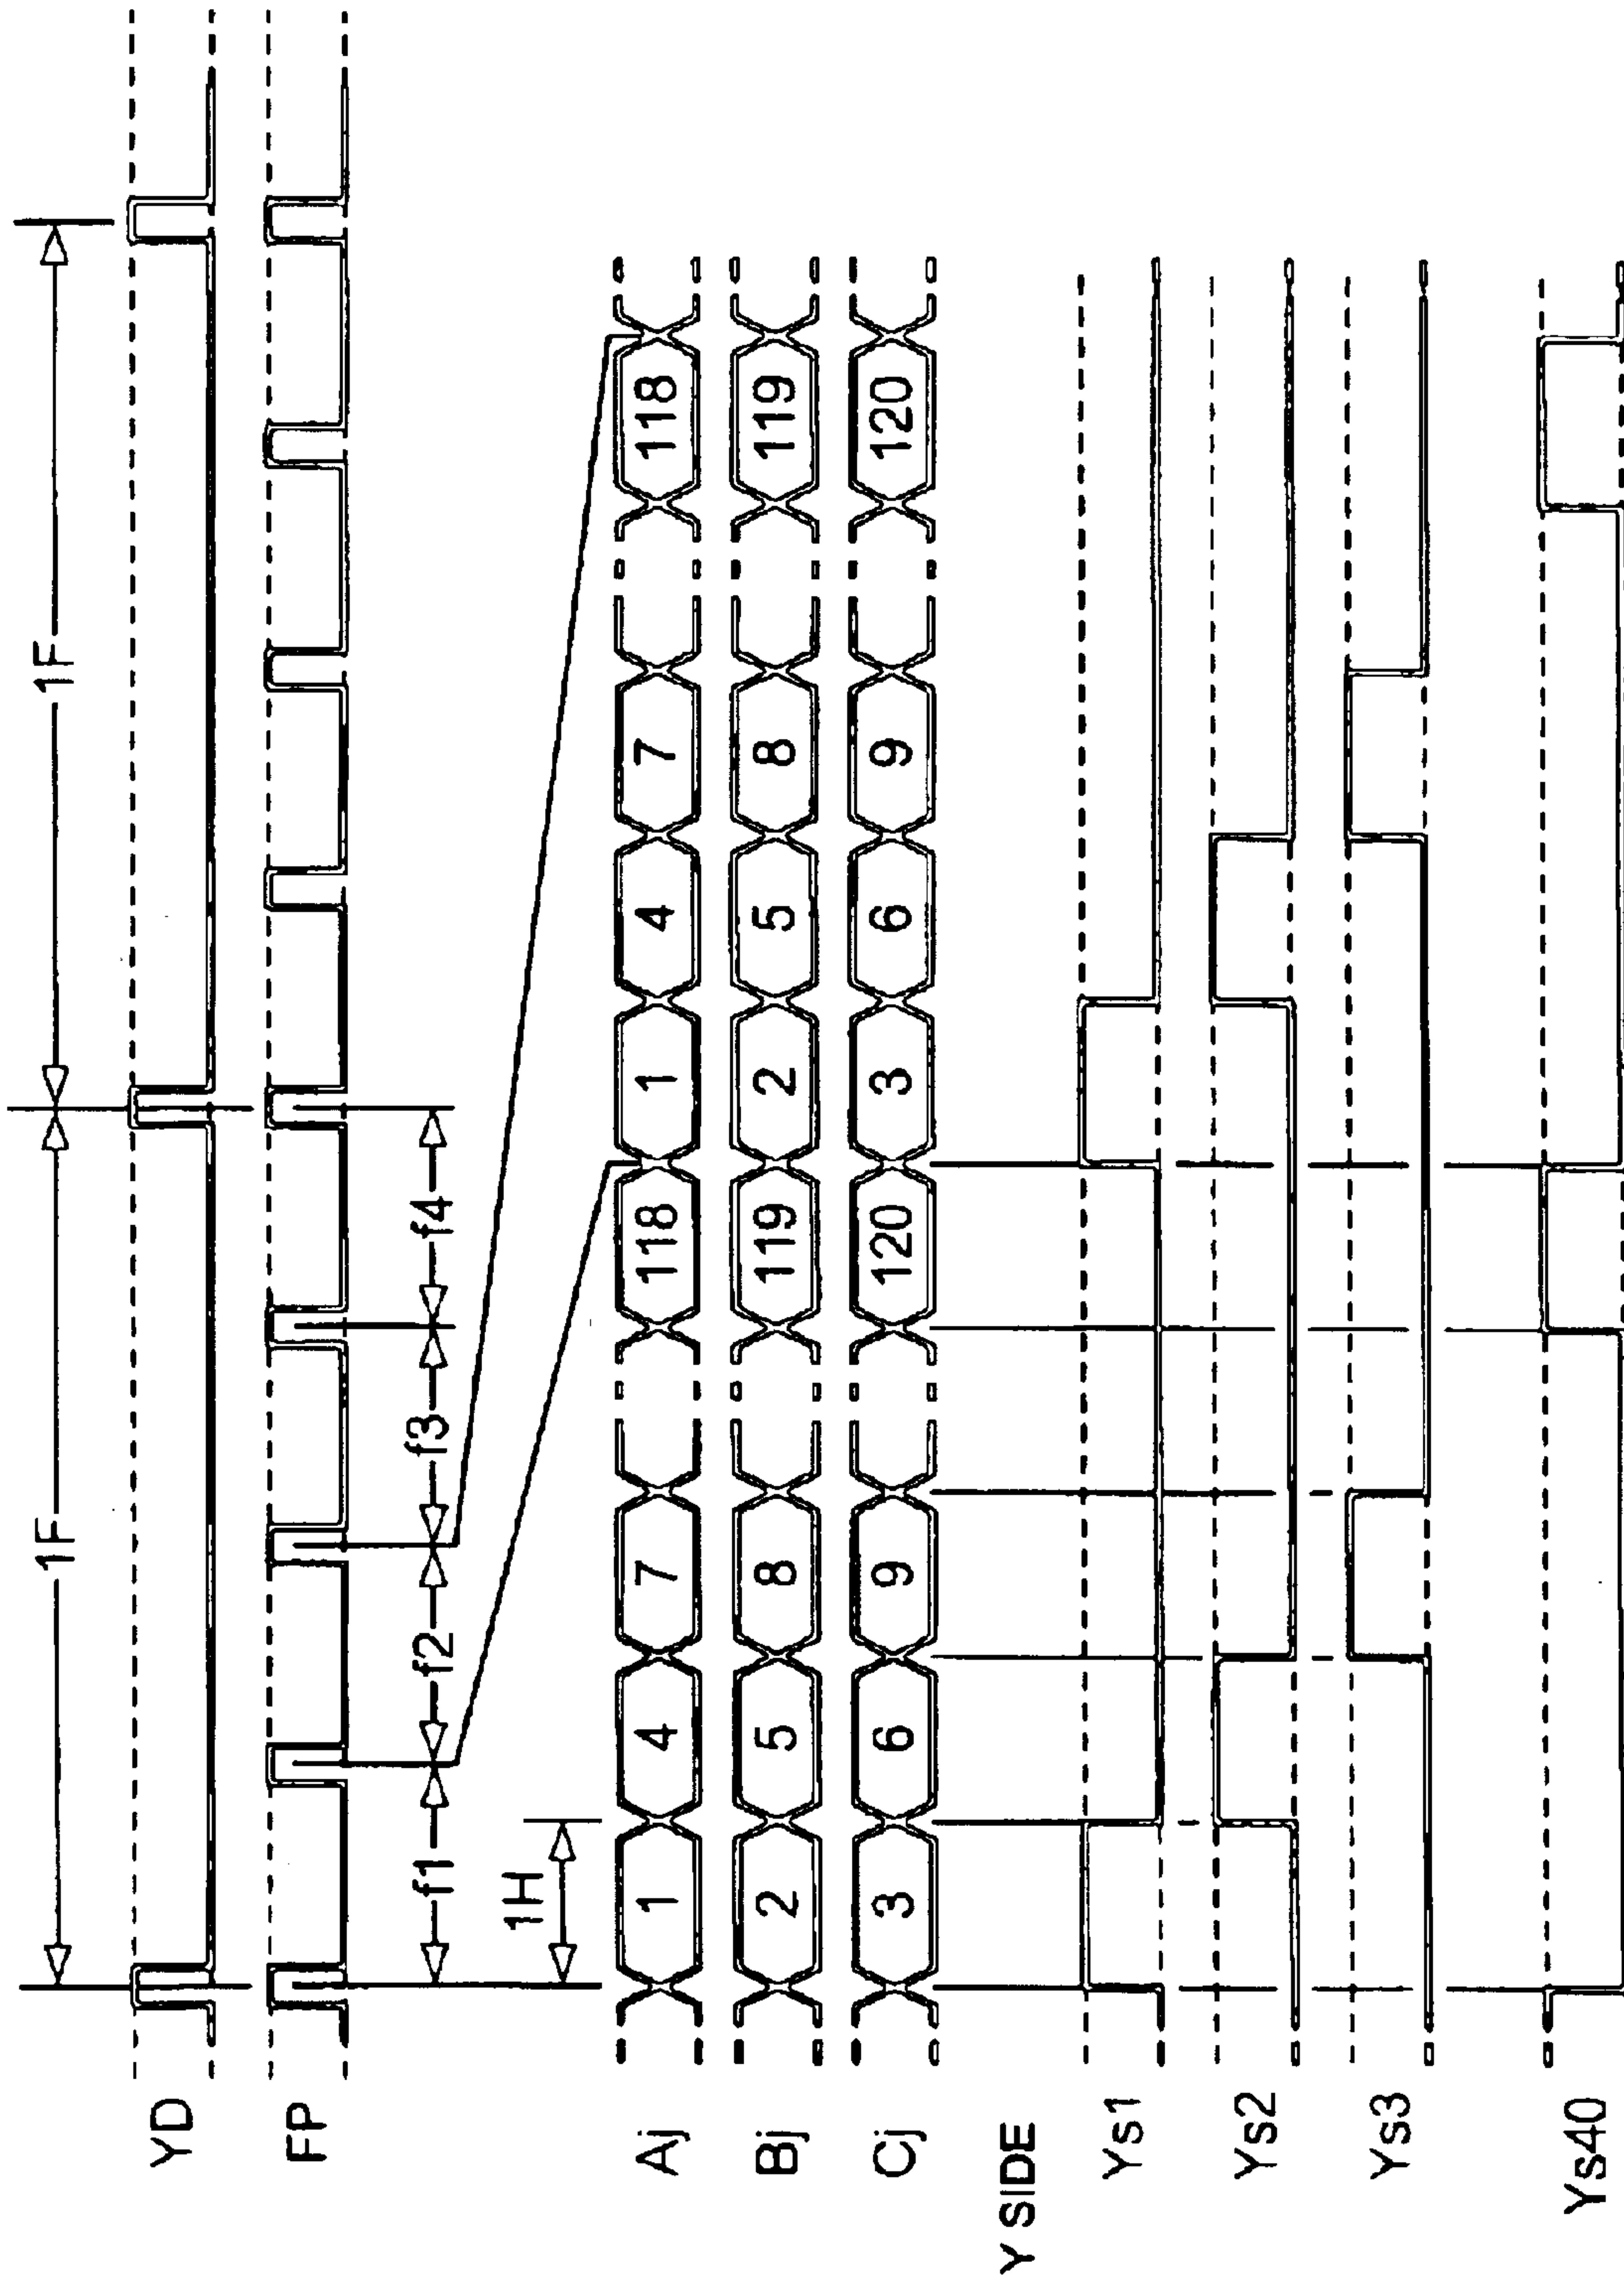 1F 1F
YD
FP
f1 f2 f3 f4
1H
Aj 1 4 7 118 1 4 7 118
Bj 2 5 8 119 2 5 8 119
Cj 3 6 9 120 3 6 9 120
Y SIDE
Ys1
Ys2
Ys3
Ys40